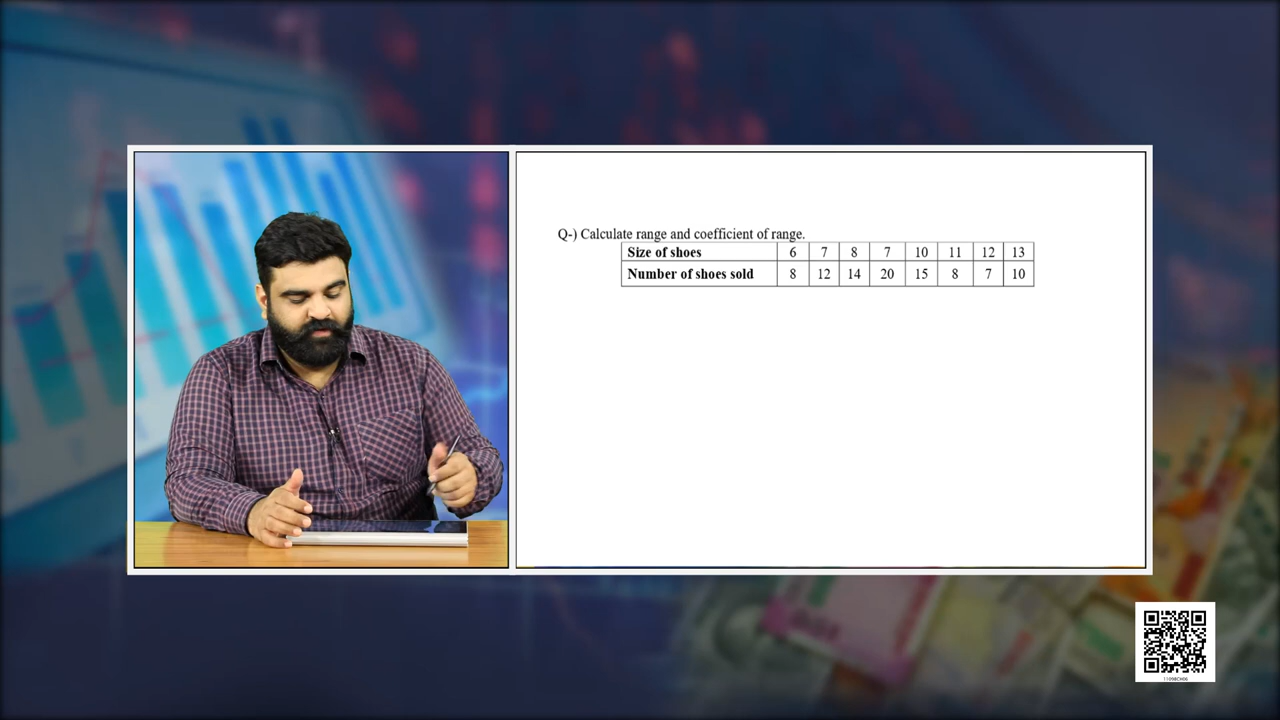 Q-) Calculate range and coefficient of range.
Size of shoes 6 7 8 7 10 11 12 13
Number of shoes sold 8 12 14 20 15 8 7 10